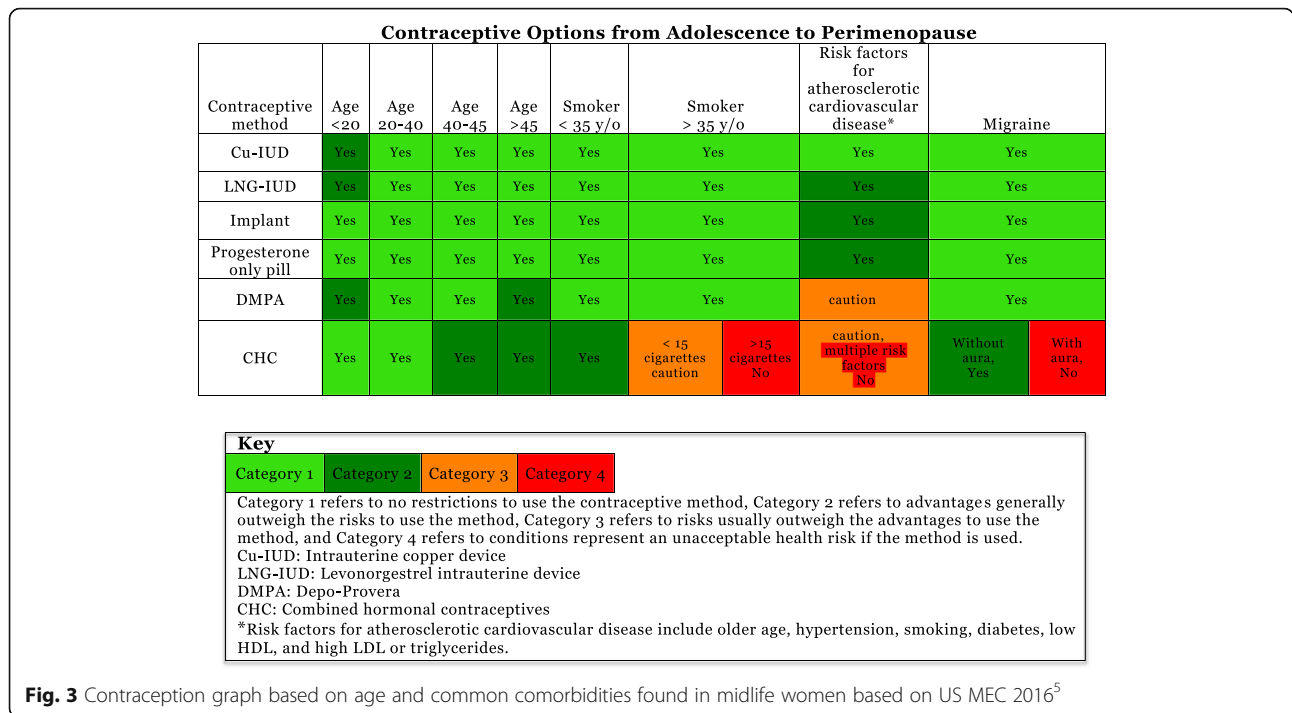 Contraceptive Options from Adolescence to Perimenopause
Contraceptive method Age <20 Age 20-40 Age 40-45 Age >45 Smoker < 35 y/o Smoker > 35 y/o Risk factors for atherosclerotic cardiovascular disease* Migraine
Cu-IUD Yes Yes Yes Yes Yes Yes Yes Yes
LNG-IUD Yes Yes Yes Yes Yes Yes Yes Yes
Implant Yes Yes Yes Yes Yes Yes Yes Yes
Progesterone only pill Yes Yes Yes Yes Yes Yes Yes Yes
DMPA Yes Yes Yes Yes Yes Yes caution Yes
CHC Yes Yes Yes Yes Yes < 15 cigarettes caution >15 cigarettes No caution, multiple risk factors No Without aura, Yes With aura, No
Key
Category 1 Category 2 Category 3 Category 4
Category 1 refers to no restrictions to use the contraceptive method, Category 2 refers to advantages generally
outweigh the risks to use the method, Category 3 refers to risks usually outweigh the advantages to use the
method, and Category 4 refers to conditions represent an unacceptable health risk if the method is used.
Cu-IUD: Intrauterine copper device
LNG-IUD: Levonorgestrel intrauterine device
DMPA: Depo-Provera
CHC: Combined hormonal contraceptives
*Risk factors for atherosclerotic cardiovascular disease include older age, hypertension, smoking, diabetes, low
HDL, and high LDL or triglycerides.
Fig. 3 Contraception graph based on age and common comorbidities found in midlife women based on US MEC 2016⁵